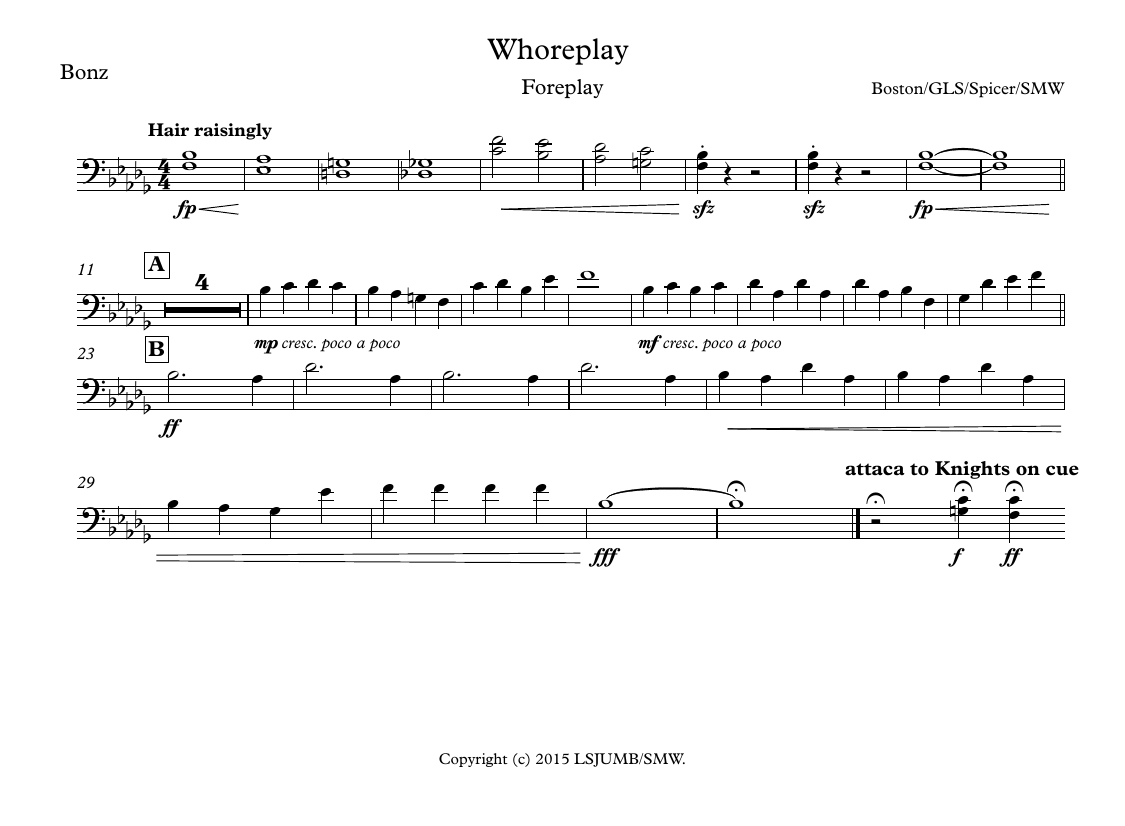 Whoreplay
Bonz
Foreplay
Boston/GLS/Spicer/SMW
Hair raisingly
4
4
fp
sfz
sfz
fp
11
A
4
mp cresc. poco a poco
mf cresc. poco a poco
23
B
ff
attaca to Knights on cue
29
fff
f
ff
Copyright (c) 2015 LSJUMB/SMW.